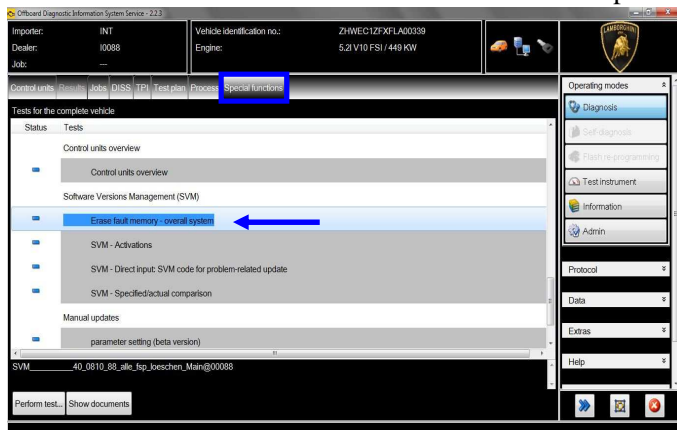 Offboard Diagnostic Information System Service - 2.2.3
Importer: INT Vehicle identification no.: ZHWEC1ZFXFLA00339
Dealer: I0088 Engine: 5.2l V10 FSI / 449 KW
Job: ---
LAMBORGHINI
Control units Results Jobs DISS TPI Test plan Process Special functions
Tests for the complete vehicle
Status Tests
Control units overview
Control units overview
Software Versions Management (SVM)
Erase fault memory - overall system
SVM - Activations
SVM - Direct input: SVM code for problem-related update
SVM - Specified/actual comparison
Manual updates
parameter setting (beta version)
SVM_______40_0810_88_alle_fsp_loeschen_Main@00088
Perform test... Show documents
Operating modes
Diagnosis
Self-diagnosis
Flash re-programming
Test instrument
Information
Admin
Protocol
Data
Extras
Help